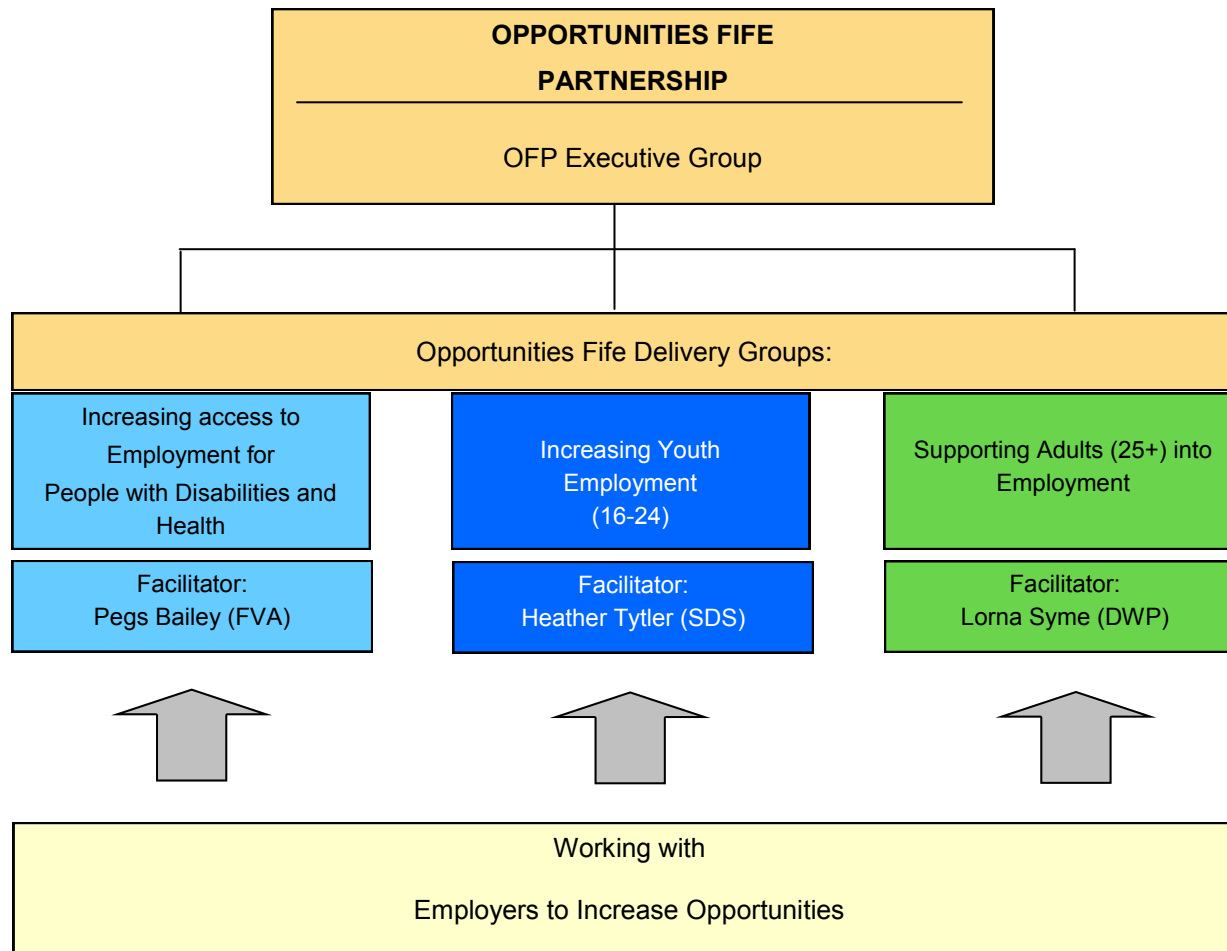 OPPORTUNITIES FIFE
PARTNERSHIP
OFP Executive Group
Opportunities Fife Delivery Groups:
Increasing access to
Employment for
People with Disabilities and
Health
Facilitator:
Pegs Bailey (FVA)
Increasing Youth
Employment
(16-24)
Facilitator:
Heather Tytler (SDS)
Supporting Adults (25+) into
Employment
Facilitator:
Lorna Syme (DWP)
Working with
Employers to Increase Opportunities